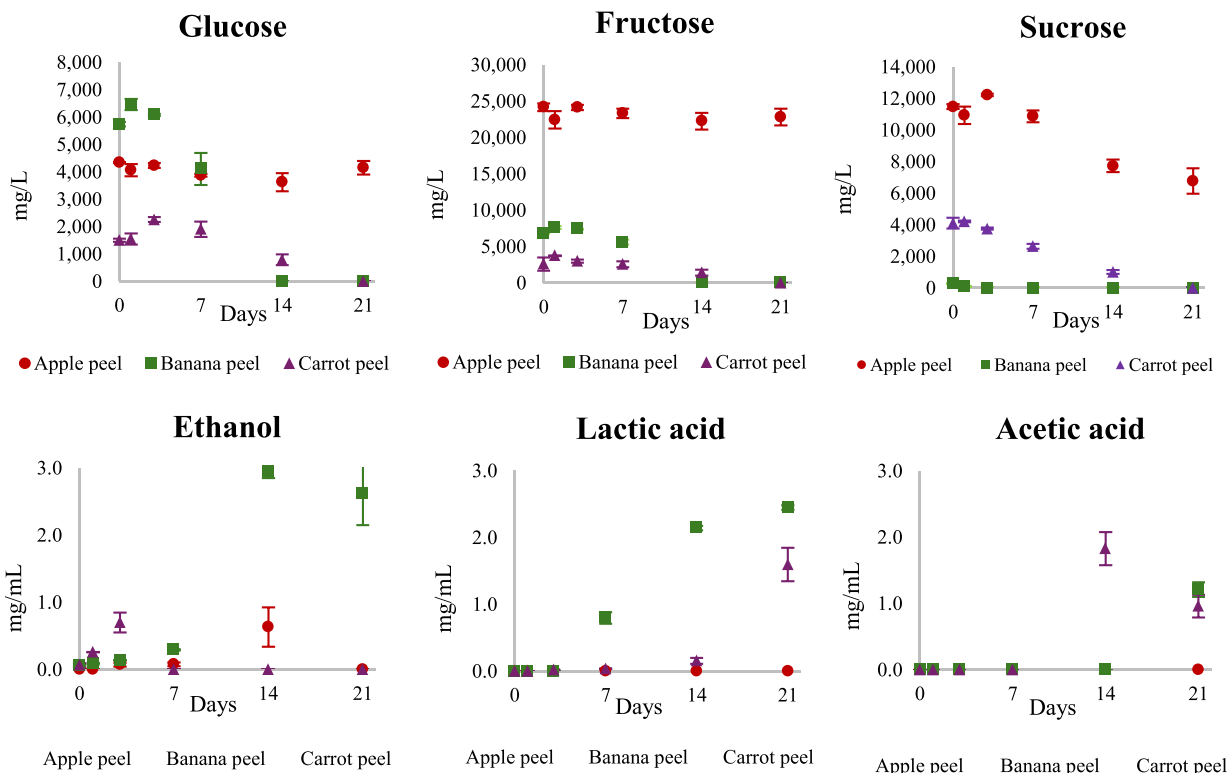 Glucose
8,000
7,000
6,000
5,000
4,000
3,000
2,000
1,000
0
mg/L
0 7 14 21
Days
Apple peel Banana peel Carrot peel
Fructose
30,000
25,000
20,000
15,000
10,000
5,000
0
mg/L
0 7 14 21
Days
Apple peel Banana peel Carrot peel
Sucrose
14,000
12,000
10,000
8,000
6,000
4,000
2,000
0
mg/L
0 7 14 21
Days
Apple peel Banana peel Carrot peel
Ethanol
3.0
2.0
1.0
0.0
mg/mL
0 7 14 21
Days
Apple peel Banana peel Carrot peel
Lactic acid
3.0
2.0
1.0
0.0
mg/mL
0 7 14 21
Days
Apple peel Banana peel Carrot peel
Acetic acid
3.0
2.0
1.0
0.0
mg/mL
0 7 14 21
Days
Apple peel Banana peel Carrot peel